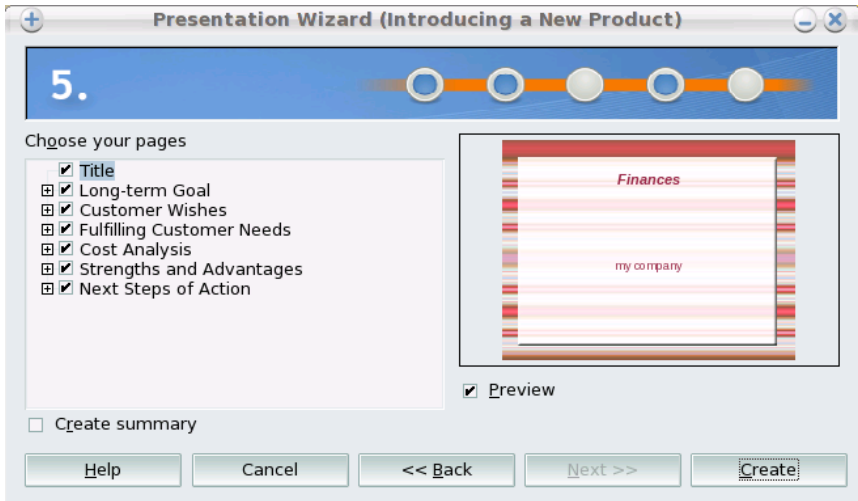 Presentation Wizard (Introducing a New Product)
5.
Choose your pages
Title
Long-term Goal
Customer Wishes
Fulfilling Customer Needs
Cost Analysis
Strengths and Advantages
Next Steps of Action
Finances
my company
Preview
Create summary
Help Cancel << Back Next >> Create